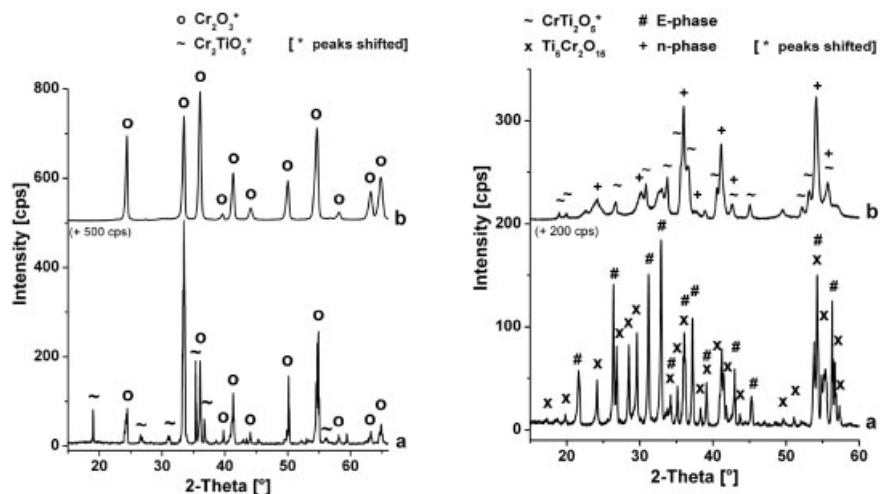 o Cr₂O₃*
~ Cr₂TiO₅* [ * peaks shifted]
Intensity [cps]
800
600
400
200
0
(+ 500 cps)
b
a
20 30 40 50 60
2-Theta [°]
~ CrTi₂O₅* # E-phase
x Ti₆Cr₂O₁₅ + n-phase [ * peaks shifted]
Intensity [cps]
300
200
100
0
(+ 200 cps)
b
a
20 30 40 50 60
2-Theta [°]